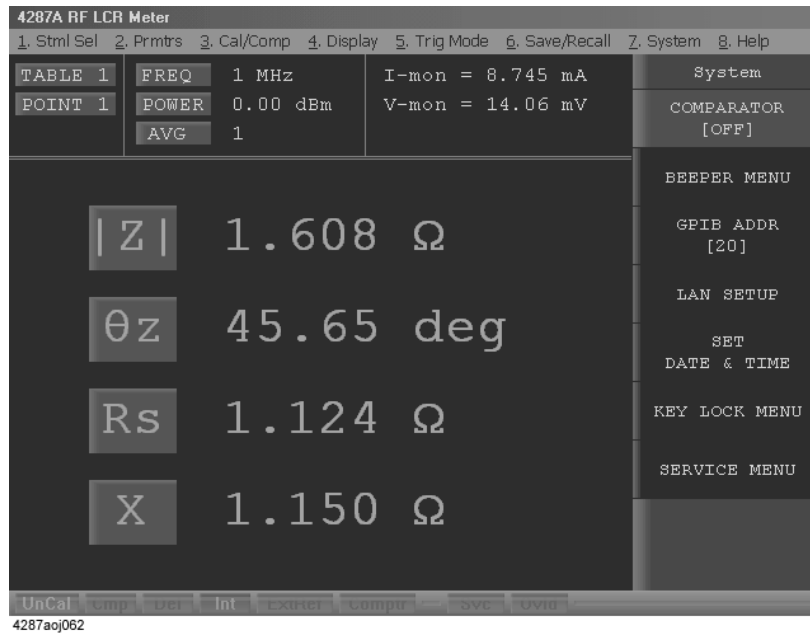 4287A RF LCR Meter
1. Stml Sel 2. Prmtrs 3. Cal/Comp 4. Display 5. Trig Mode 6. Save/Recall 7. System 8. Help
TABLE 1 FREQ 1 MHz I-mon = 8.745 mA
POINT 1 POWER 0.00 dBm V-mon = 14.06 mV
AVG 1
|Z| 1.608 Ω
θz 45.65 deg
Rs 1.124 Ω
X 1.150 Ω
System
COMPARATOR
[OFF]
BEEPER MENU
GPIB ADDR
[20]
LAN SETUP
SET
DATE & TIME
KEY LOCK MENU
SERVICE MENU
UnCal Cmp Del Int ExtRef Comptr Svc Ovld
4287aoj062